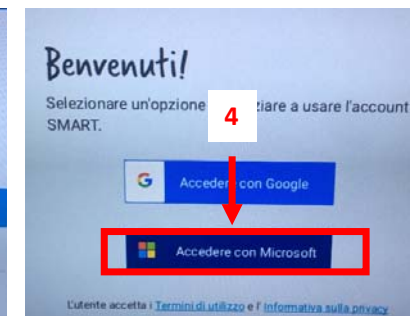 Benvenuti!
Selezionare un'opzione ziare a usare l'account
SMART.
4
G
Accedere con Google
Accedere con Microsoft
L'utente accetta i Termini di utilizzo e l' Informativa sulla privacy